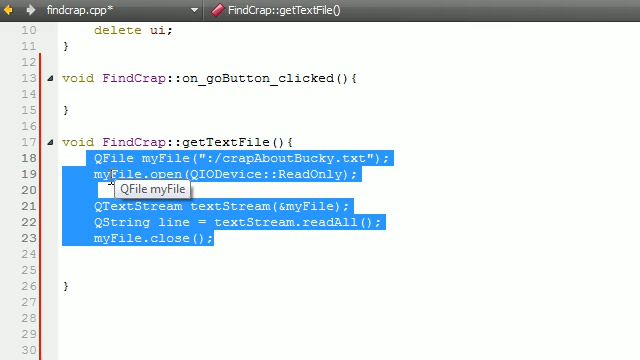 findcrap.cpp* FindCrap::getTextFile()
10 delete ui;
11 }
12
13 void FindCrap::on_goButton_clicked(){
14
15 }
16
17 void FindCrap::getTextFile(){
18 QFile myFile(":/crapAboutBucky.txt");
19 myFile.open(QIODevice::ReadOnly);
20 QFile myFile
21 QTextStream textStream(&myFile);
22 QString line = textStream.readAll();
23 myFile.close();
24
25
26 }
27
28
29
30